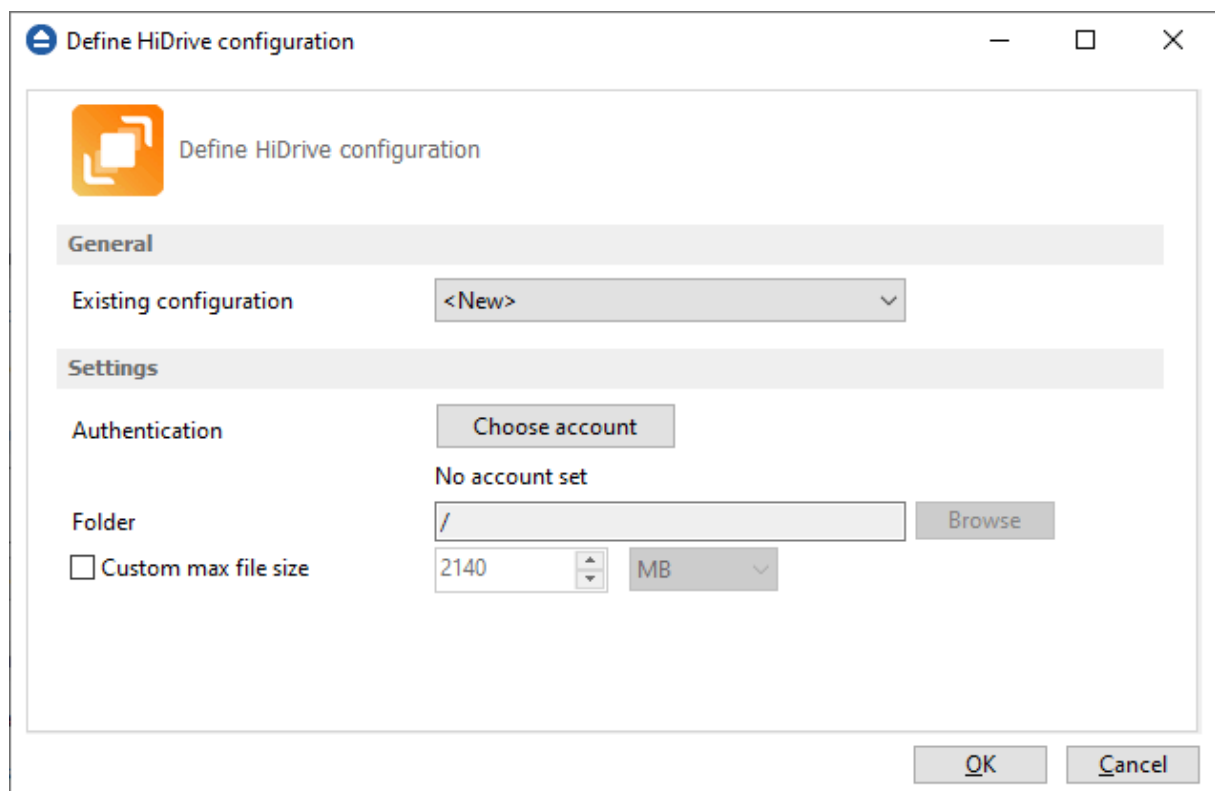 Define HiDrive configuration
Define HiDrive configuration
General
Existing configuration <New>
Settings
Authentication Choose account
No account set
Folder / Browse
Custom max file size 2140 MB
OK Cancel